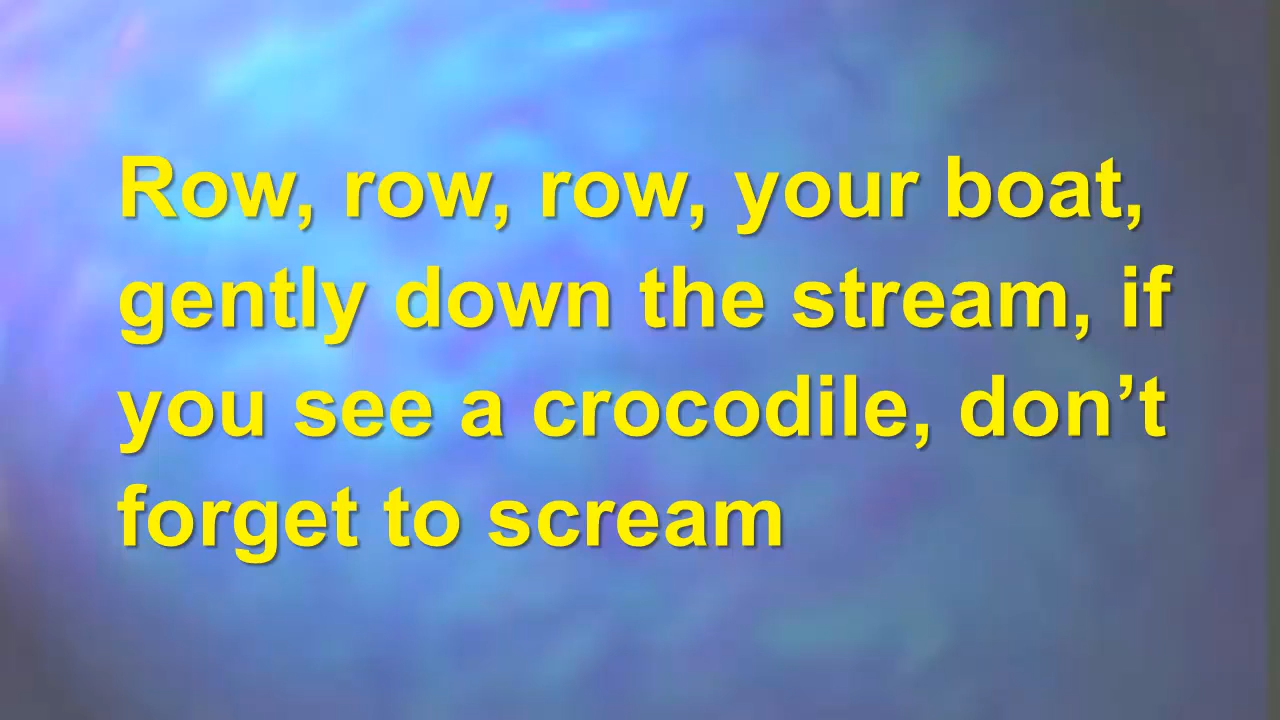 Row, row, row, your boat,
gently down the stream, if
you see a crocodile, don’t
forget to scream